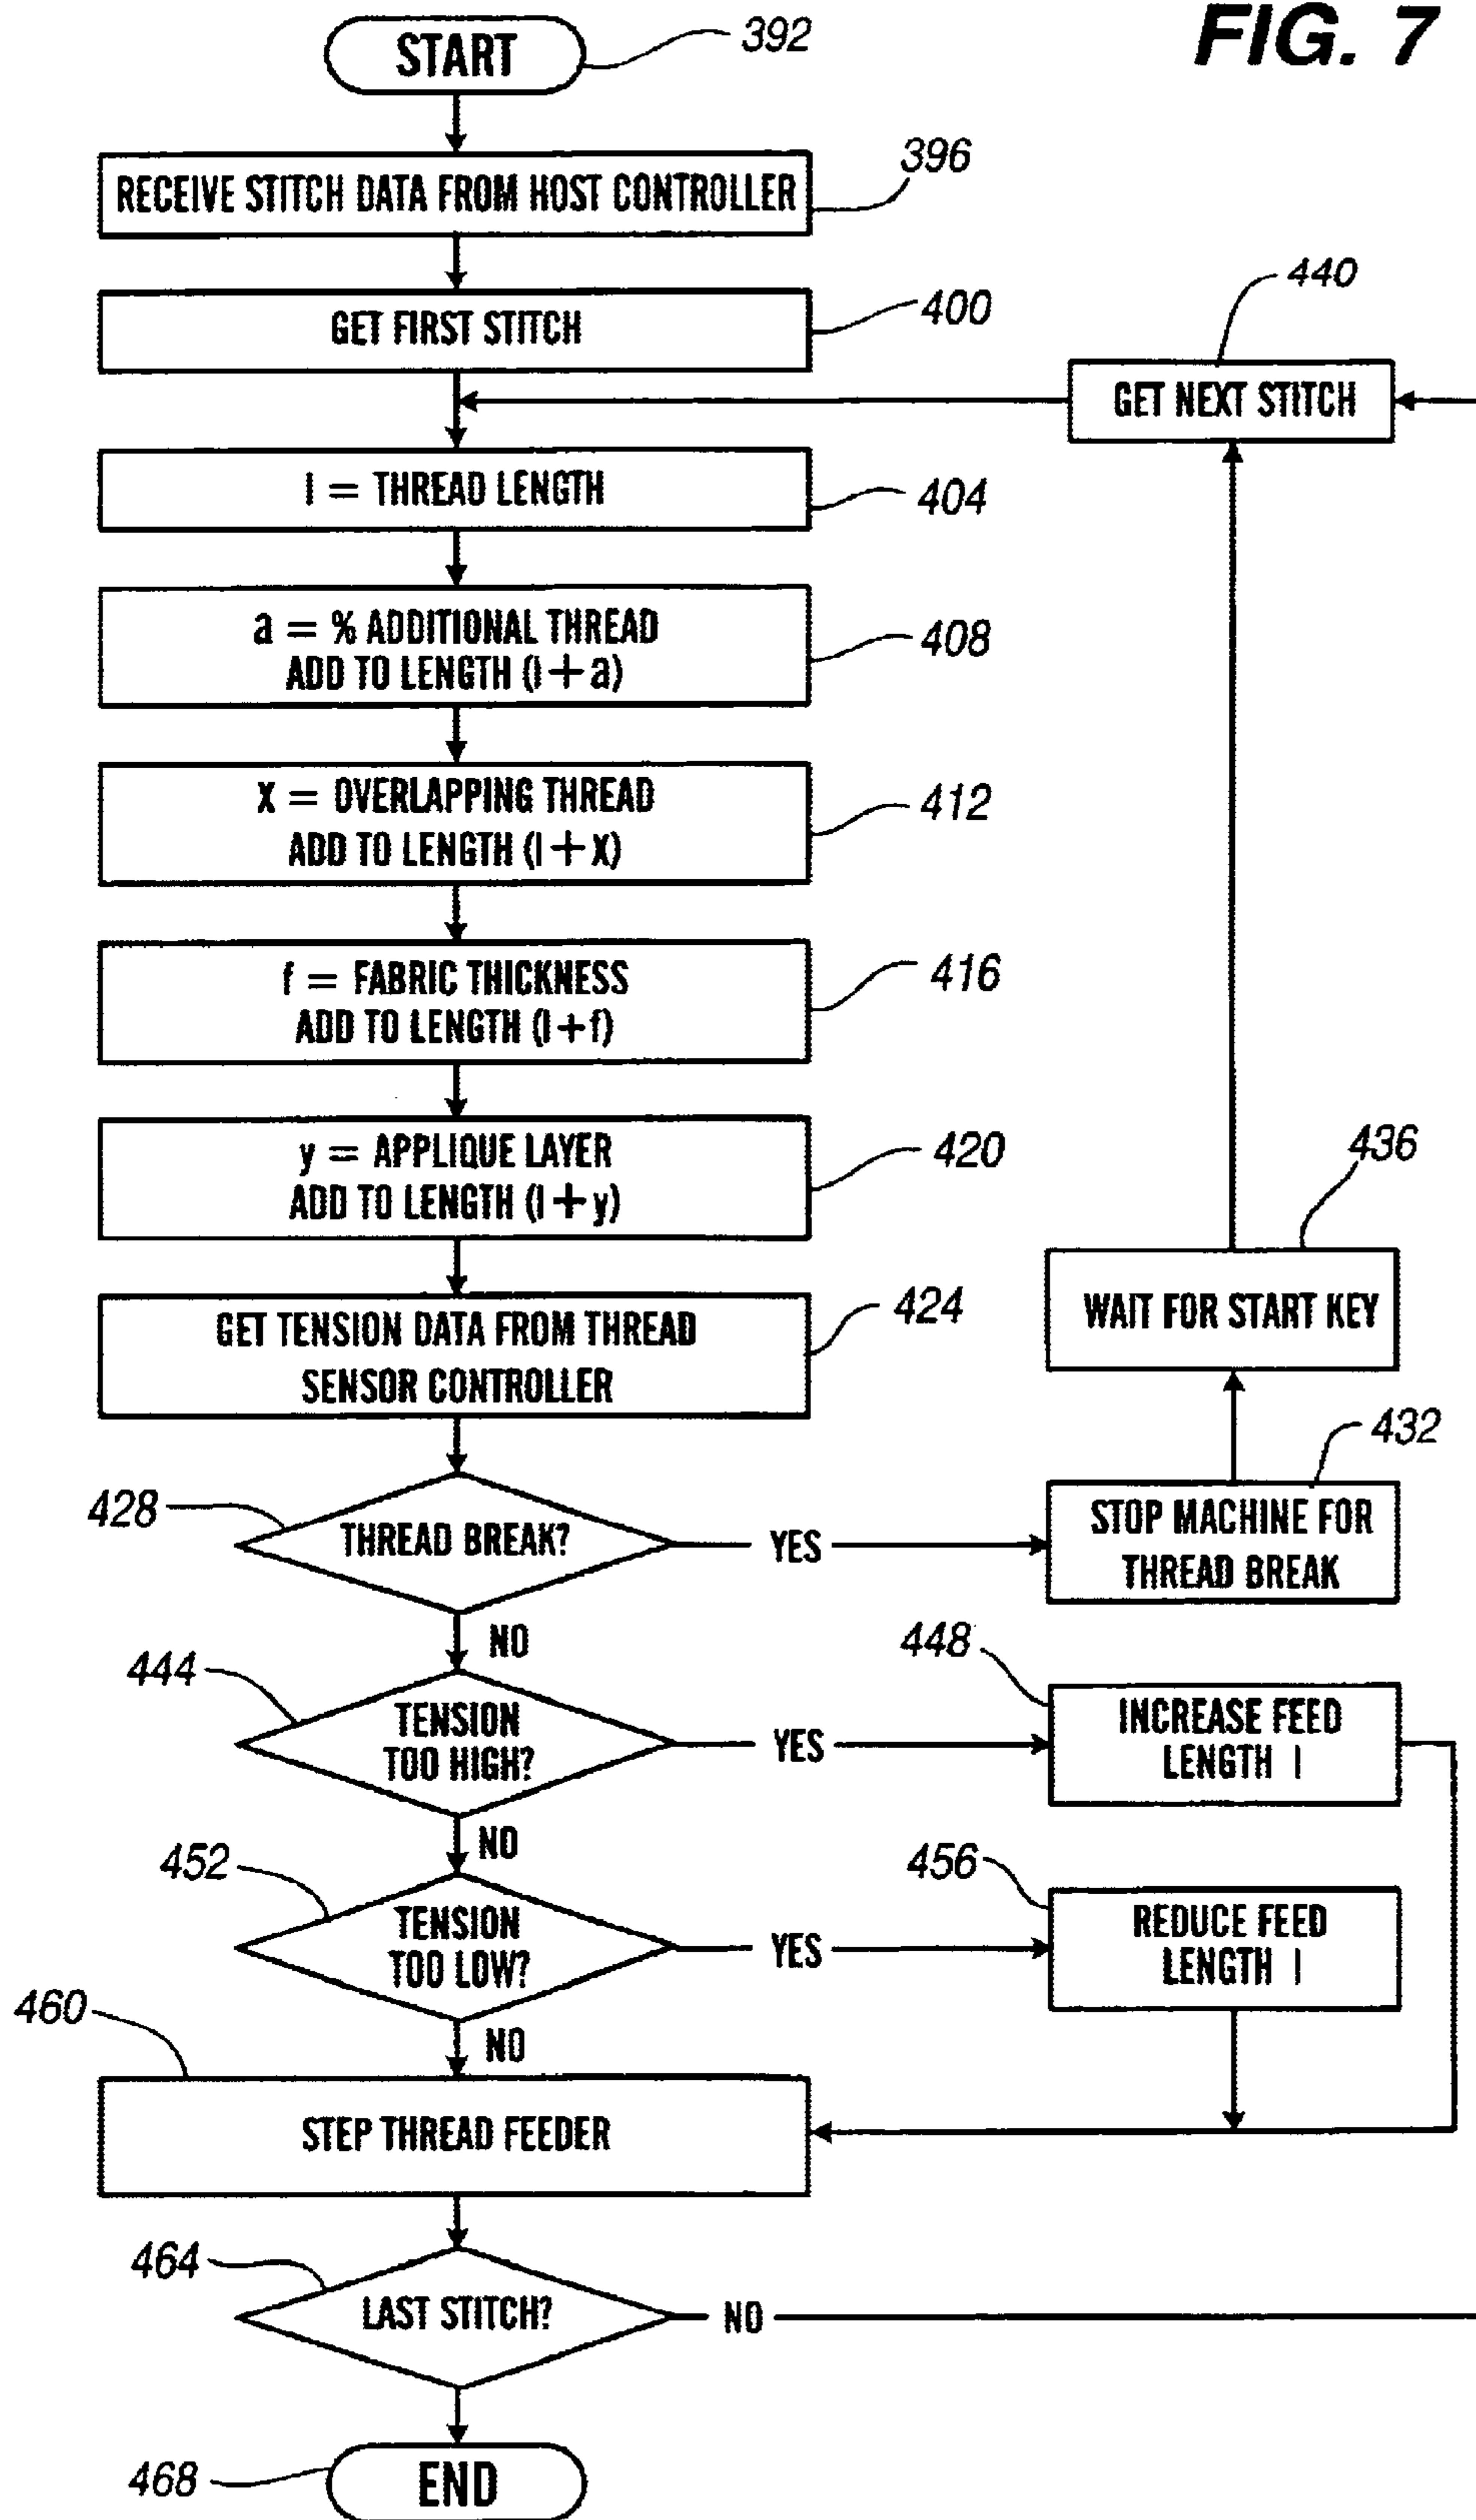 FIG. 7
START
392
RECEIVE STITCH DATA FROM HOST CONTROLLER
396
GET FIRST STITCH
400
440
GET NEXT STITCH
l = THREAD LENGTH
404
a = % ADDITIONAL THREAD
ADD TO LENGTH (l + a)
408
x = OVERLAPPING THREAD
ADD TO LENGTH (l + x)
412
f = FABRIC THICKNESS
ADD TO LENGTH (l + f)
416
y = APPLIQUE LAYER
ADD TO LENGTH (l + y)
420
436
WAIT FOR START KEY
GET TENSION DATA FROM THREAD
SENSOR CONTROLLER
424
432
428
THREAD BREAK?
YES
STOP MACHINE FOR
THREAD BREAK
NO
444
TENSION
TOO HIGH?
YES
448
INCREASE FEED
LENGTH l
NO
452
TENSION
TOO LOW?
YES
456
REDUCE FEED
LENGTH l
NO
460
STEP THREAD FEEDER
464
LAST STITCH?
NO
468
END